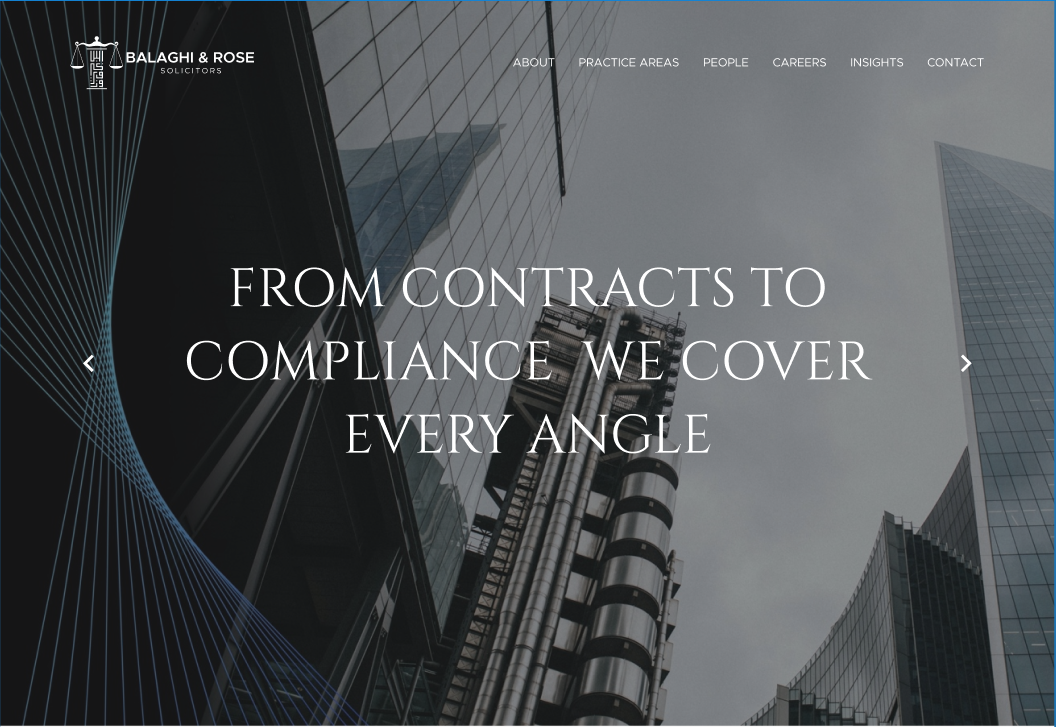 BALAGHI & ROSE
SOLICITORS
ABOUT PRACTICE AREAS PEOPLE CAREERS INSIGHTS CONTACT
FROM CONTRACTS TO
COMPLIANCE WE COVER
EVERY ANGLE